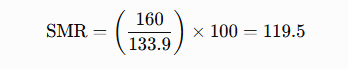 SMR = (160/133.9) × 100 = 119.5